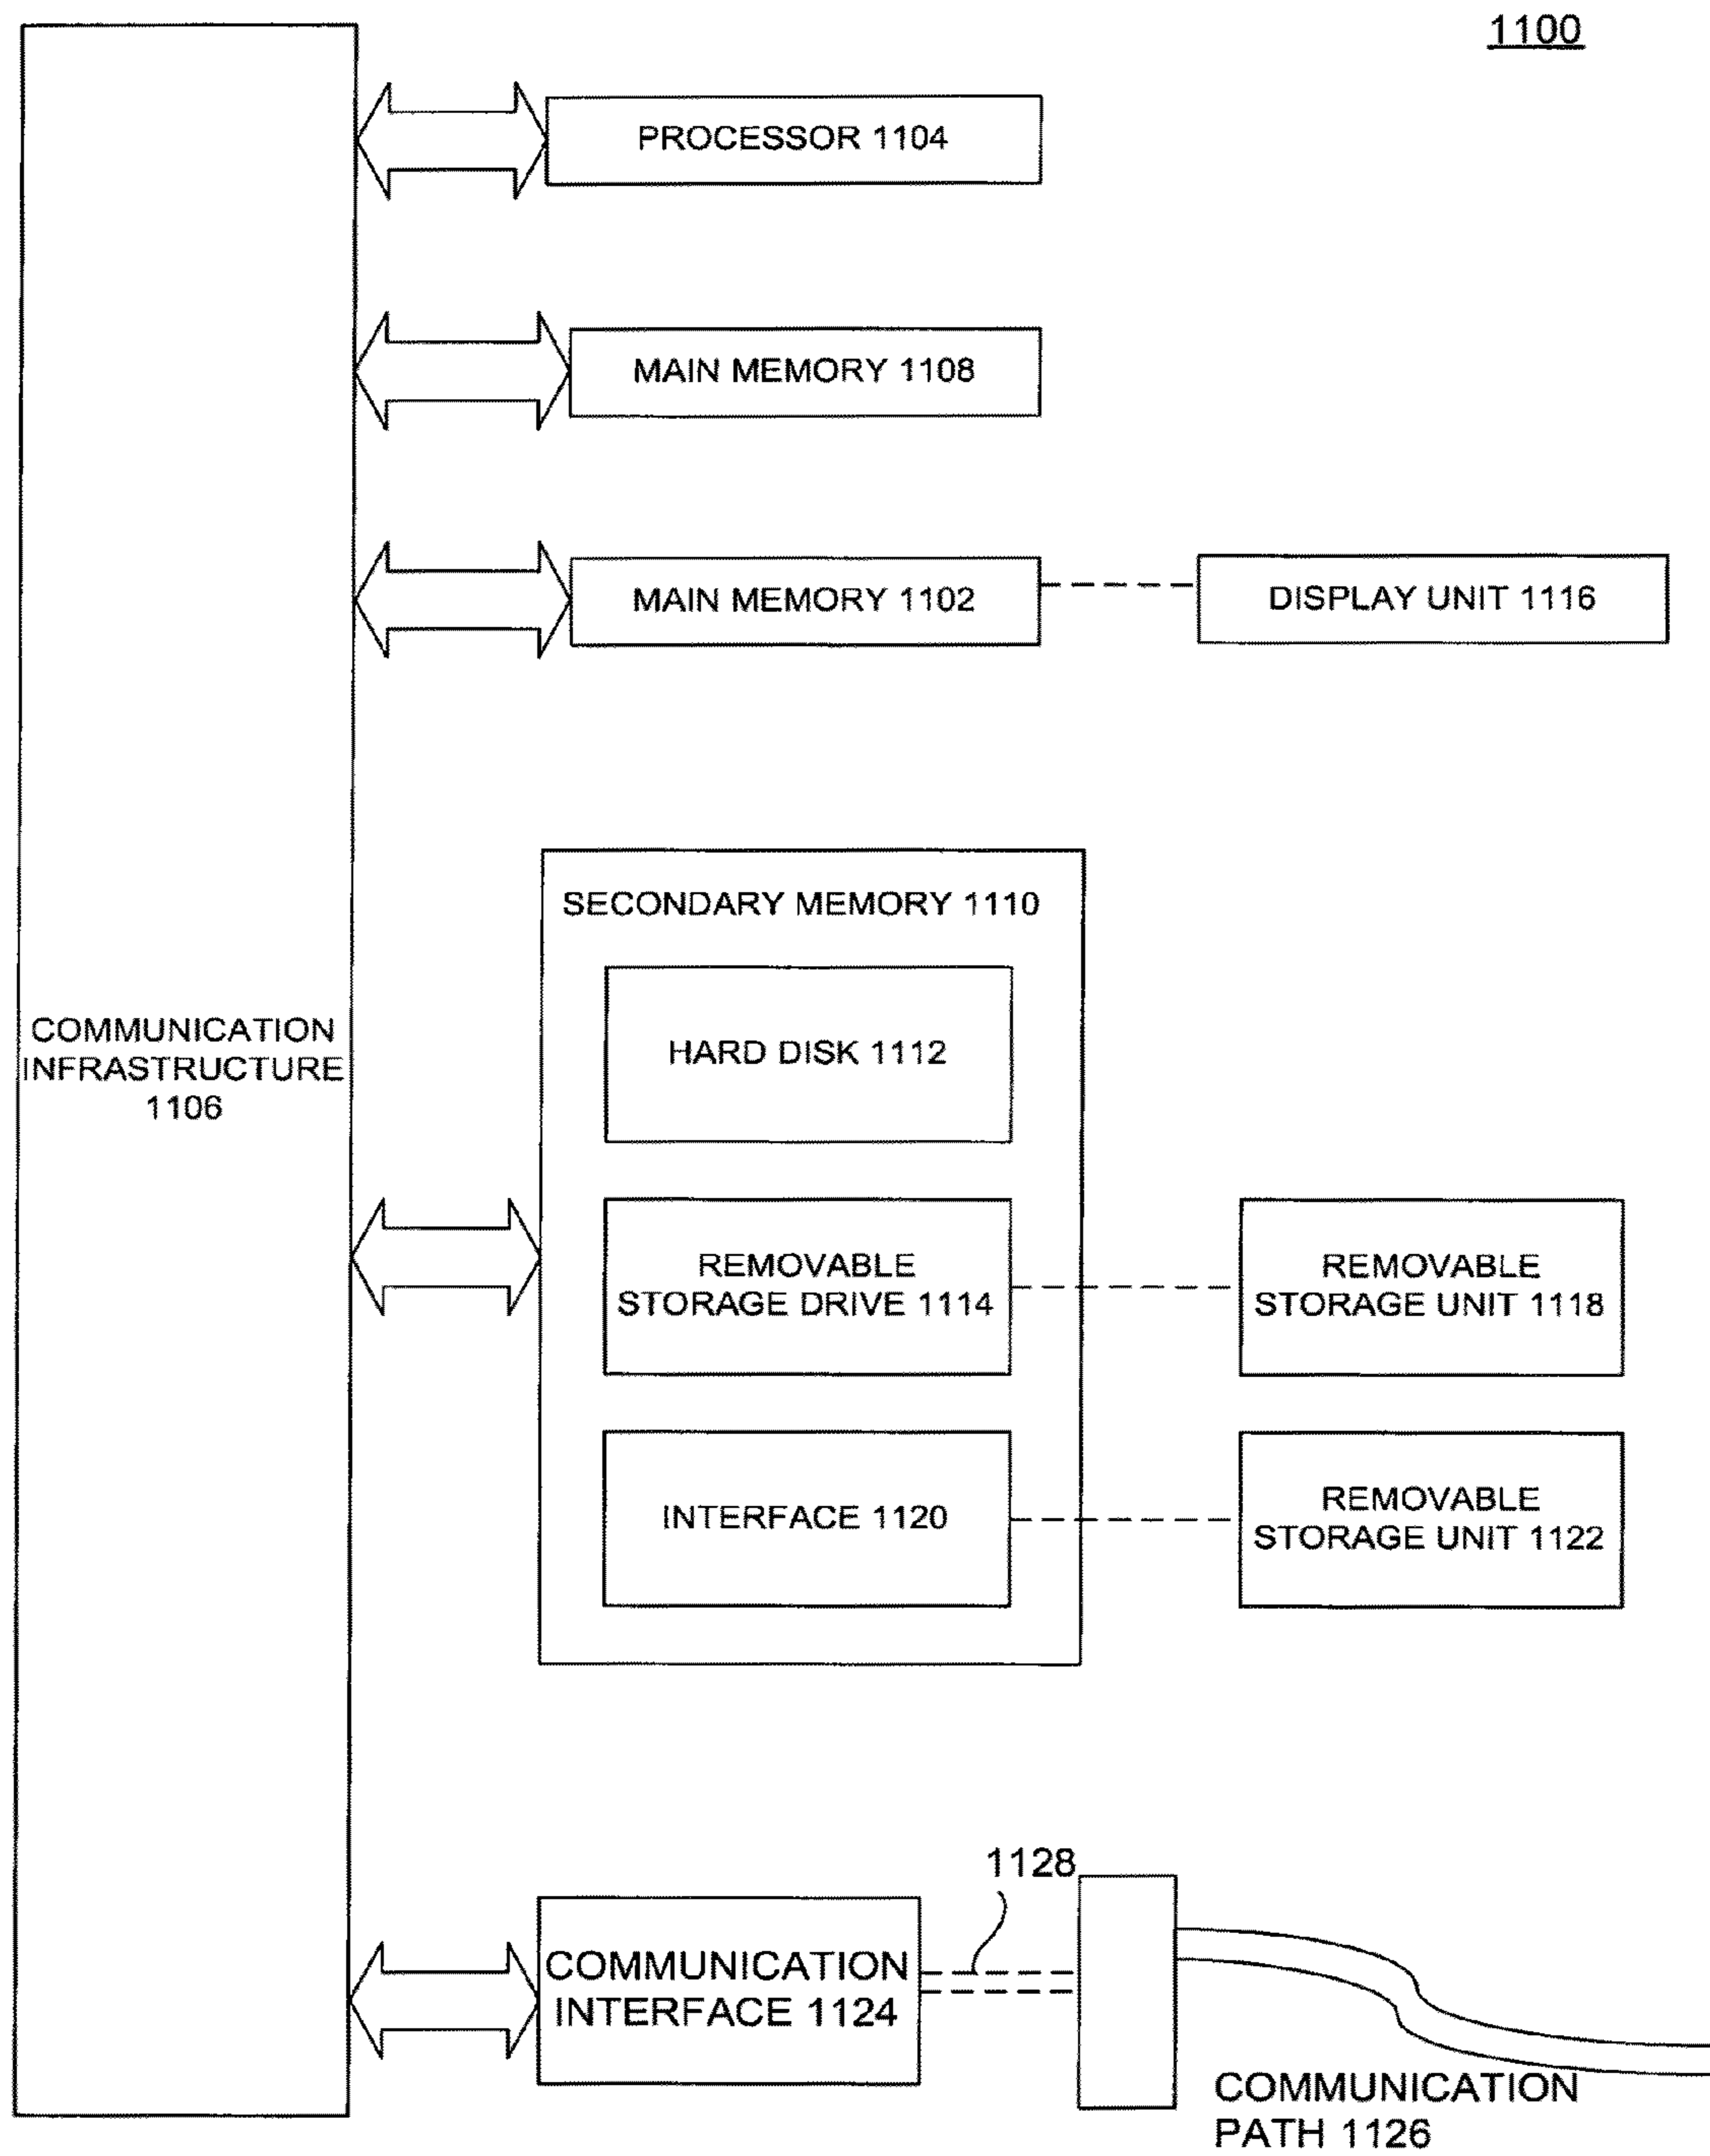 1100
PROCESSOR 1104
MAIN MEMORY 1108
MAIN MEMORY 1102
DISPLAY UNIT 1116
SECONDARY MEMORY 1110
HARD DISK 1112
COMMUNICATION
INFRASTRUCTURE
1106
REMOVABLE
STORAGE DRIVE 1114
REMOVABLE
STORAGE UNIT 1118
INTERFACE 1120
REMOVABLE
STORAGE UNIT 1122
1128
COMMUNICATION
INTERFACE 1124
COMMUNICATION
PATH 1126